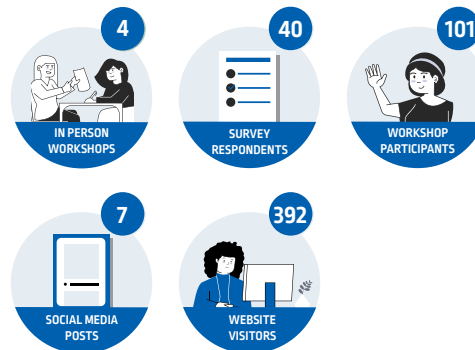 4
IN PERSON
WORKSHOPS
40
SURVEY
RESPONDENTS
101
WORKSHOP
PARTICIPANTS
7
SOCIAL MEDIA
POSTS
392
WEBSITE
VISITORS